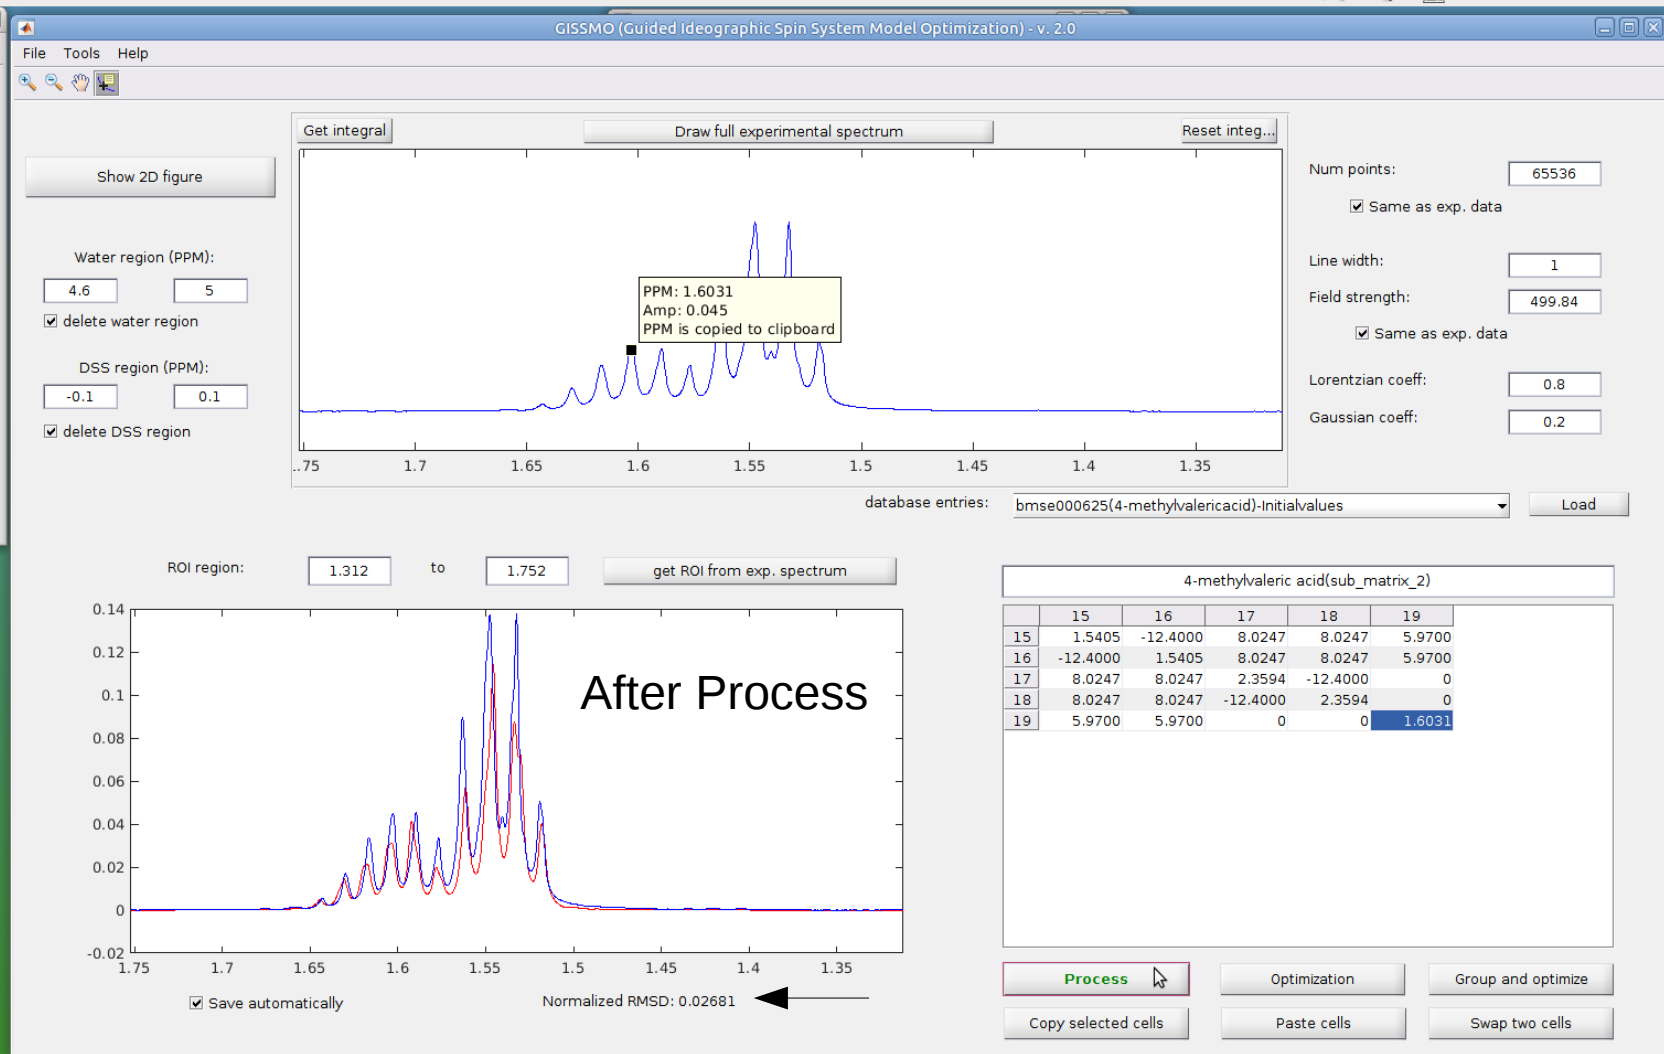 GISSMO (Guided Ideographic Spin System Model Optimization) - v. 2.0
File Tools Help
Get integral Draw full experimental spectrum Reset integ...
Show 2D figure
Water region (PPM):
4.6 5
delete water region
DSS region (PPM):
-0.1 0.1
delete DSS region
PPM: 1.6031
Amp: 0.045
PPM is copied to clipboard
..75 1.7 1.65 1.6 1.55 1.5 1.45 1.4 1.35
Num points: 65536
Same as exp. data
Line width: 1
Field strength: 499.84
Same as exp. data
Lorentzian coeff: 0.8
Gaussian coeff: 0.2
database entries: bmse000625(4-methylvalericacid)-Initialvalues Load
ROI region: 1.312 to 1.752 get ROI from exp. spectrum
0.14
0.12
0.1
0.08
0.06
0.04
0.02
0
-0.02
1.75 1.7 1.65 1.6 1.55 1.5 1.45 1.4 1.35
After Process
Save automatically Normalized RMSD: 0.02681
4-methylvaleric acid(sub_matrix_2)
15 16 17 18 19
15 1.5405 -12.4000 8.0247 8.0247 5.9700
16 -12.4000 1.5405 8.0247 8.0247 5.9700
17 8.0247 8.0247 2.3594 -12.4000 0
18 8.0247 8.0247 -12.4000 2.3594 0
19 5.9700 5.9700 0 0 1.6031
Process Optimization Group and optimize
Copy selected cells Paste cells Swap two cells